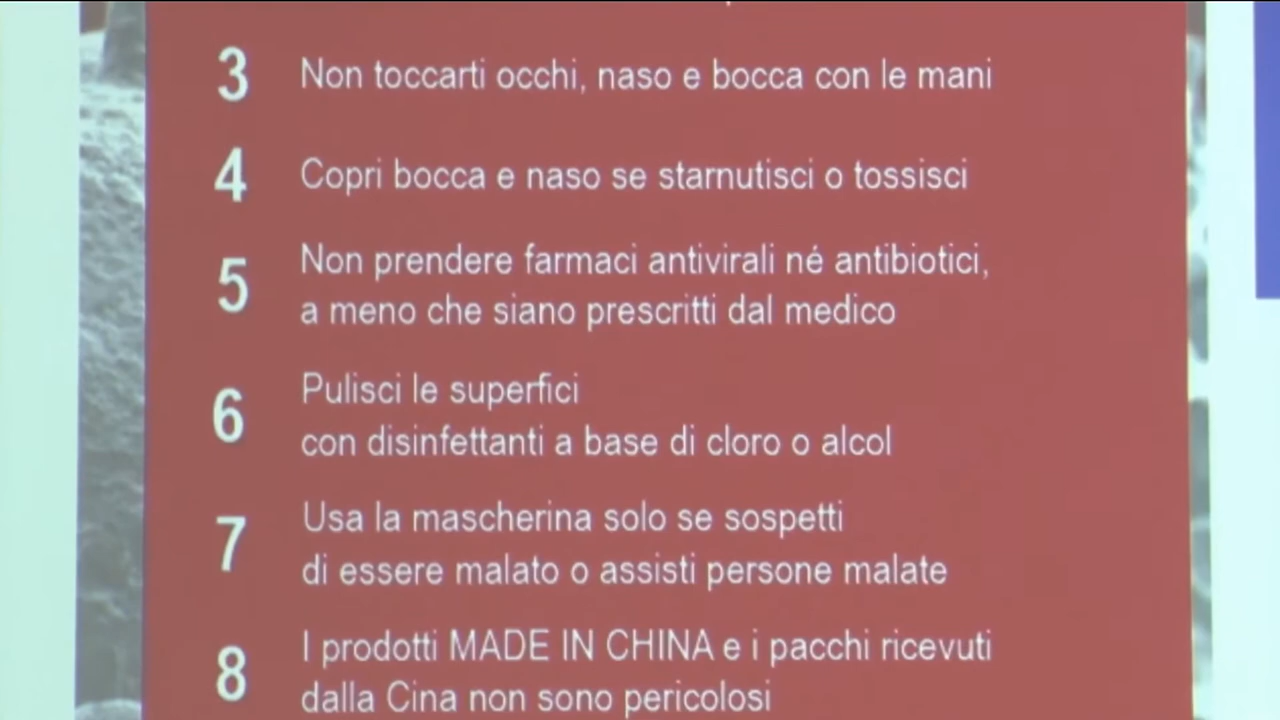 3 Non toccarti occhi, naso e bocca con le mani
4 Copri bocca e naso se starnutisci o tossisci
5 Non prendere farmaci antivirali né antibiotici,
a meno che siano prescritti dal medico
6 Pulisci le superfici
con disinfettanti a base di cloro o alcol
7 Usa la mascherina solo se sospetti
di essere malato o assisti persone malate
8 I prodotti MADE IN CHINA e i pacchi ricevuti
dalla Cina non sono pericolosi